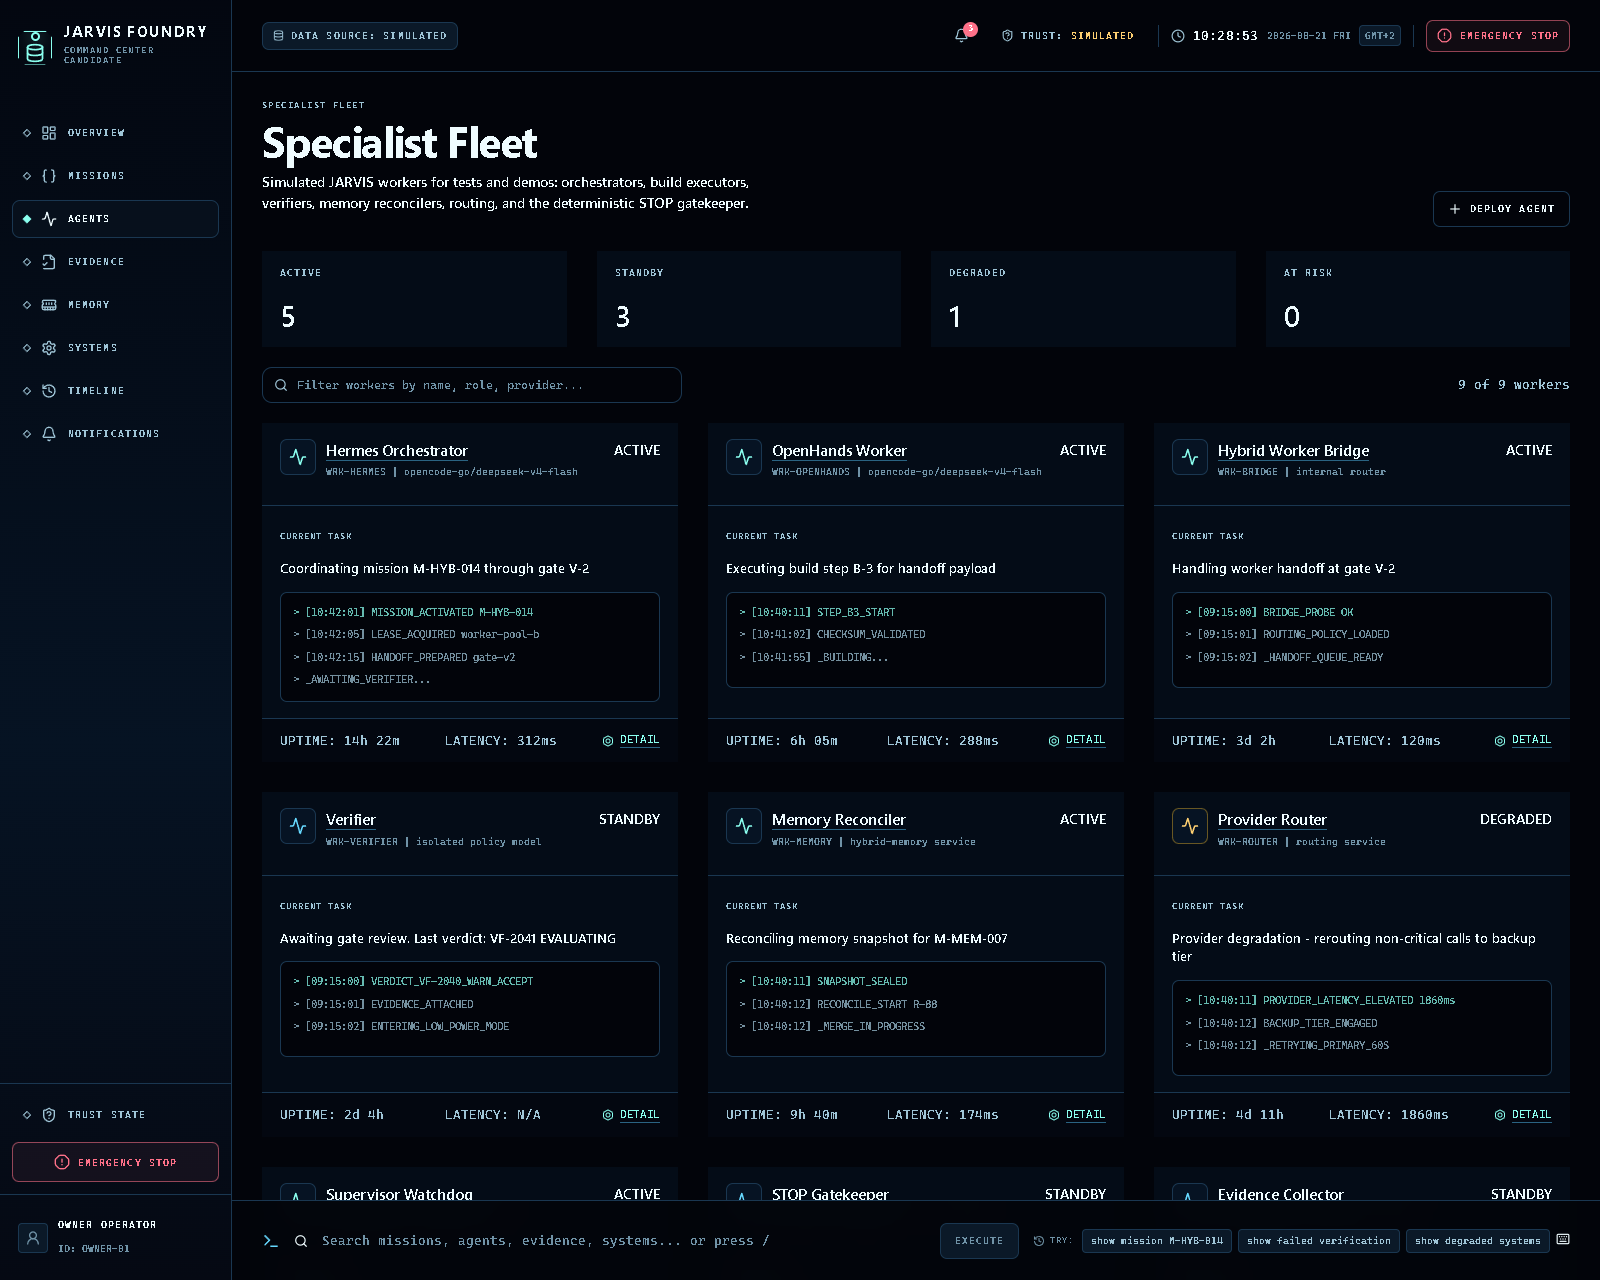 JARVIS FOUNDRY
COMMAND CENTER
CANDIDATE
OVERVIEW
MISSIONS
AGENTS
EVIDENCE
MEMORY
SYSTEMS
TIMELINE
NOTIFICATIONS
TRUST STATE
EMERGENCY STOP
OWNER OPERATOR
ID: OWNER-01
DATA SOURCE: SIMULATED
3
TRUST: SIMULATED
10:28:53 2026-08-21 FRI GMT+2
EMERGENCY STOP
SPECIALIST FLEET
Specialist Fleet
Simulated JARVIS workers for tests and demos: orchestrators, build executors,
verifiers, memory reconcilers, routing, and the deterministic STOP gatekeeper.
DEPLOY AGENT
ACTIVE
5
STANDBY
3
DEGRADED
1
AT RISK
0
Filter workers by name, role, provider...
9 of 9 workers
Hermes Orchestrator ACTIVE
WRK-HERMES | opencode-go/deepseek-v4-flash
CURRENT TASK
Coordinating mission M-HYB-014 through gate V-2
> [10:42:01] MISSION_ACTIVATED M-HYB-014
> [10:42:05] LEASE_ACQUIRED worker-pool-b
> [10:42:15] HANDOFF_PREPARED gate-v2
> _AWAITING_VERIFIER...
UPTIME: 14h 22m LATENCY: 312ms DETAIL
OpenHands Worker ACTIVE
WRK-OPENHANDS | opencode-go/deepseek-v4-flash
CURRENT TASK
Executing build step B-3 for handoff payload
> [10:40:11] STEP_B3_START
> [10:41:02] CHECKSUM_VALIDATED
> [10:41:55] _BUILDING...
UPTIME: 6h 05m LATENCY: 288ms DETAIL
Hybrid Worker Bridge ACTIVE
WRK-BRIDGE | internal router
CURRENT TASK
Handling worker handoff at gate V-2
> [09:15:00] BRIDGE_PROBE OK
> [09:15:01] ROUTING_POLICY_LOADED
> [09:15:02] _HANDOFF_QUEUE_READY
UPTIME: 3d 2h LATENCY: 120ms DETAIL
Verifier STANDBY
WRK-VERIFIER | isolated policy model
CURRENT TASK
Awaiting gate review. Last verdict: VF-2041 EVALUATING
> [09:15:00] VERDICT_VF-2040_WARN_ACCEPT
> [09:15:01] EVIDENCE_ATTACHED
> [09:15:02] ENTERING_LOW_POWER_MODE
UPTIME: 2d 4h LATENCY: N/A DETAIL
Memory Reconciler ACTIVE
WRK-MEMORY | hybrid-memory service
CURRENT TASK
Reconciling memory snapshot for M-MEM-007
> [10:40:11] SNAPSHOT_SEALED
> [10:40:12] RECONCILE_START R-88
> [10:40:12] _MERGE_IN_PROGRESS
UPTIME: 9h 40m LATENCY: 174ms DETAIL
Provider Router DEGRADED
WRK-ROUTER | routing service
CURRENT TASK
Provider degradation - rerouting non-critical calls to backup
tier
> [10:40:11] PROVIDER_LATENCY_ELEVATED 1860ms
> [10:40:12] BACKUP_TIER_ENGAGED
> [10:40:12] _RETRYING_PRIMARY_60S
UPTIME: 4d 11h LATENCY: 1860ms DETAIL
Supervisor Watchdog ACTIVE
STOP Gatekeeper STANDBY
Evidence Collector STANDBY
Search missions, agents, evidence, systems... or press /
EXECUTE
TRY: show mission M-HYB-014 show failed verification show degraded systems